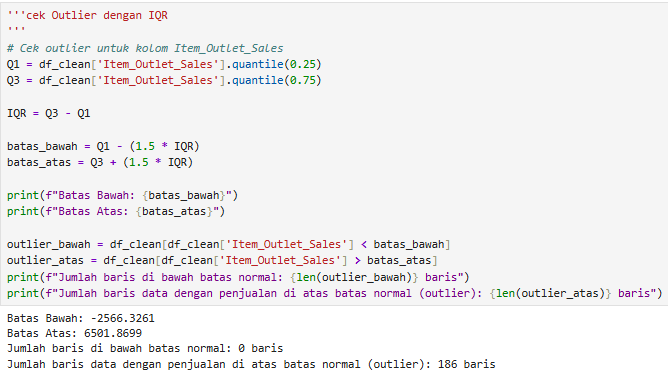 '''cek Outlier dengan IQR
'''
# Cek outlier untuk kolom Item_Outlet_Sales
Q1 = df_clean['Item_Outlet_Sales'].quantile(0.25)
Q3 = df_clean['Item_Outlet_Sales'].quantile(0.75)
IQR = Q3 - Q1
batas_bawah = Q1 - (1.5 * IQR)
batas_atas = Q3 + (1.5 * IQR)
print(f"Batas Bawah: {batas_bawah}")
print(f"Batas Atas: {batas_atas}")
outlier_bawah = df_clean[df_clean['Item_Outlet_Sales'] < batas_bawah]
outlier_atas = df_clean[df_clean['Item_Outlet_Sales'] > batas_atas]
print(f"Jumlah baris di bawah batas normal: {len(outlier_bawah)} baris")
print(f"Jumlah baris data dengan penjualan di atas batas normal (outlier): {len(outlier_atas)} baris")
Batas Bawah: -2566.3261
Batas Atas: 6501.8699
Jumlah baris di bawah batas normal: 0 baris
Jumlah baris data dengan penjualan di atas batas normal (outlier): 186 baris